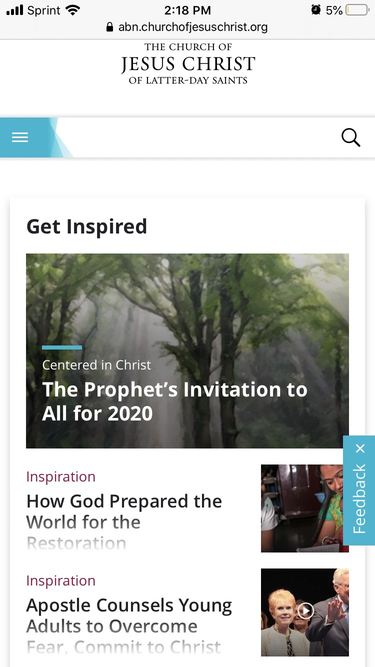 Sprint 2:18 PM 5%
abn.churchofjesuschrist.org
THE CHURCH OF
JESUS CHRIST
OF LATTER-DAY SAINTS
Get Inspired
Centered in Christ
The Prophet’s Invitation to
All for 2020
Feedback ×
Inspiration
How God Prepared the
World for the
Restoration
Inspiration
Apostle Counsels Young
Adults to Overcome
Fear, Commit to Christ